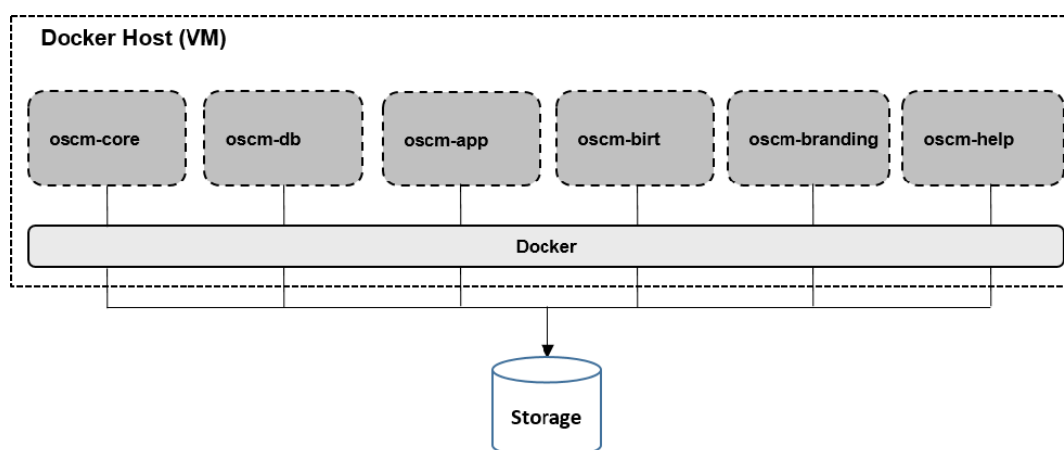 Docker Host (VM)
oscm-core
oscm-db
oscm-app
oscm-birt
oscm-branding
oscm-help
Docker
Storage